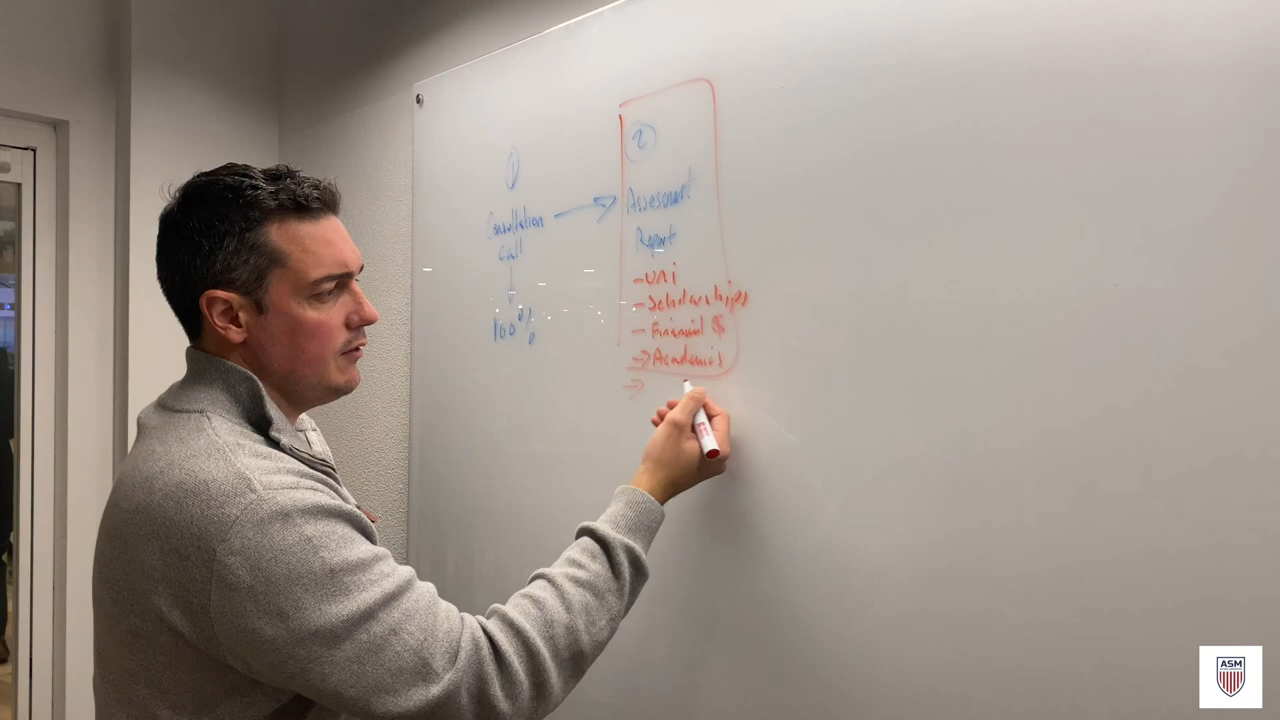 1
Consultation
Call
100%
2
Assessment
Report
- Uni
- Scholarships
- Financial $
→ Academics
→
ASM